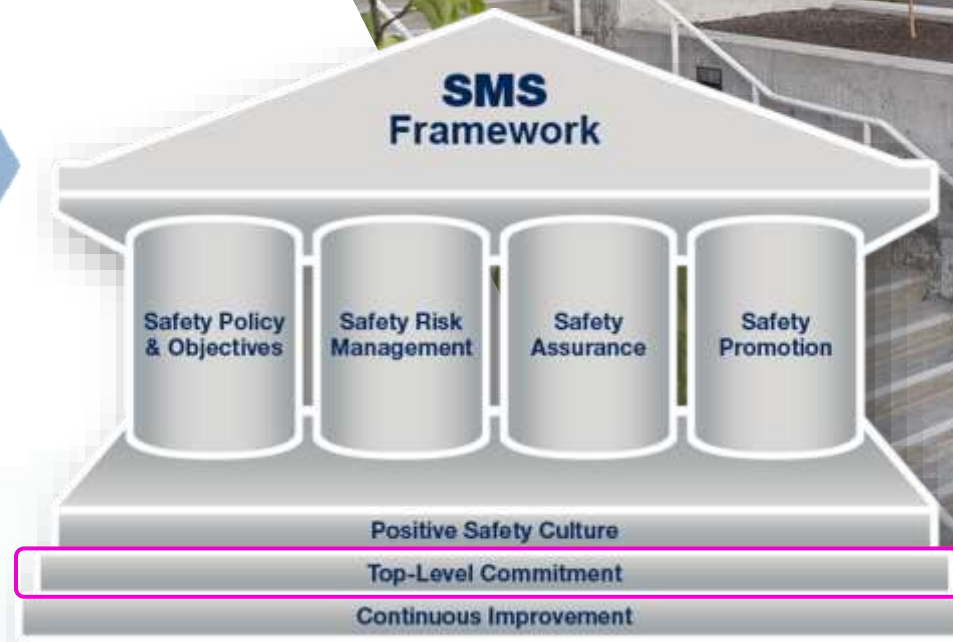 SMS
Framework
Safety Policy
& Objectives
Safety Risk
Management
Safety
Assurance
Safety
Promotion
Positive Safety Culture
Top-Level Commitment
Continuous Improvement